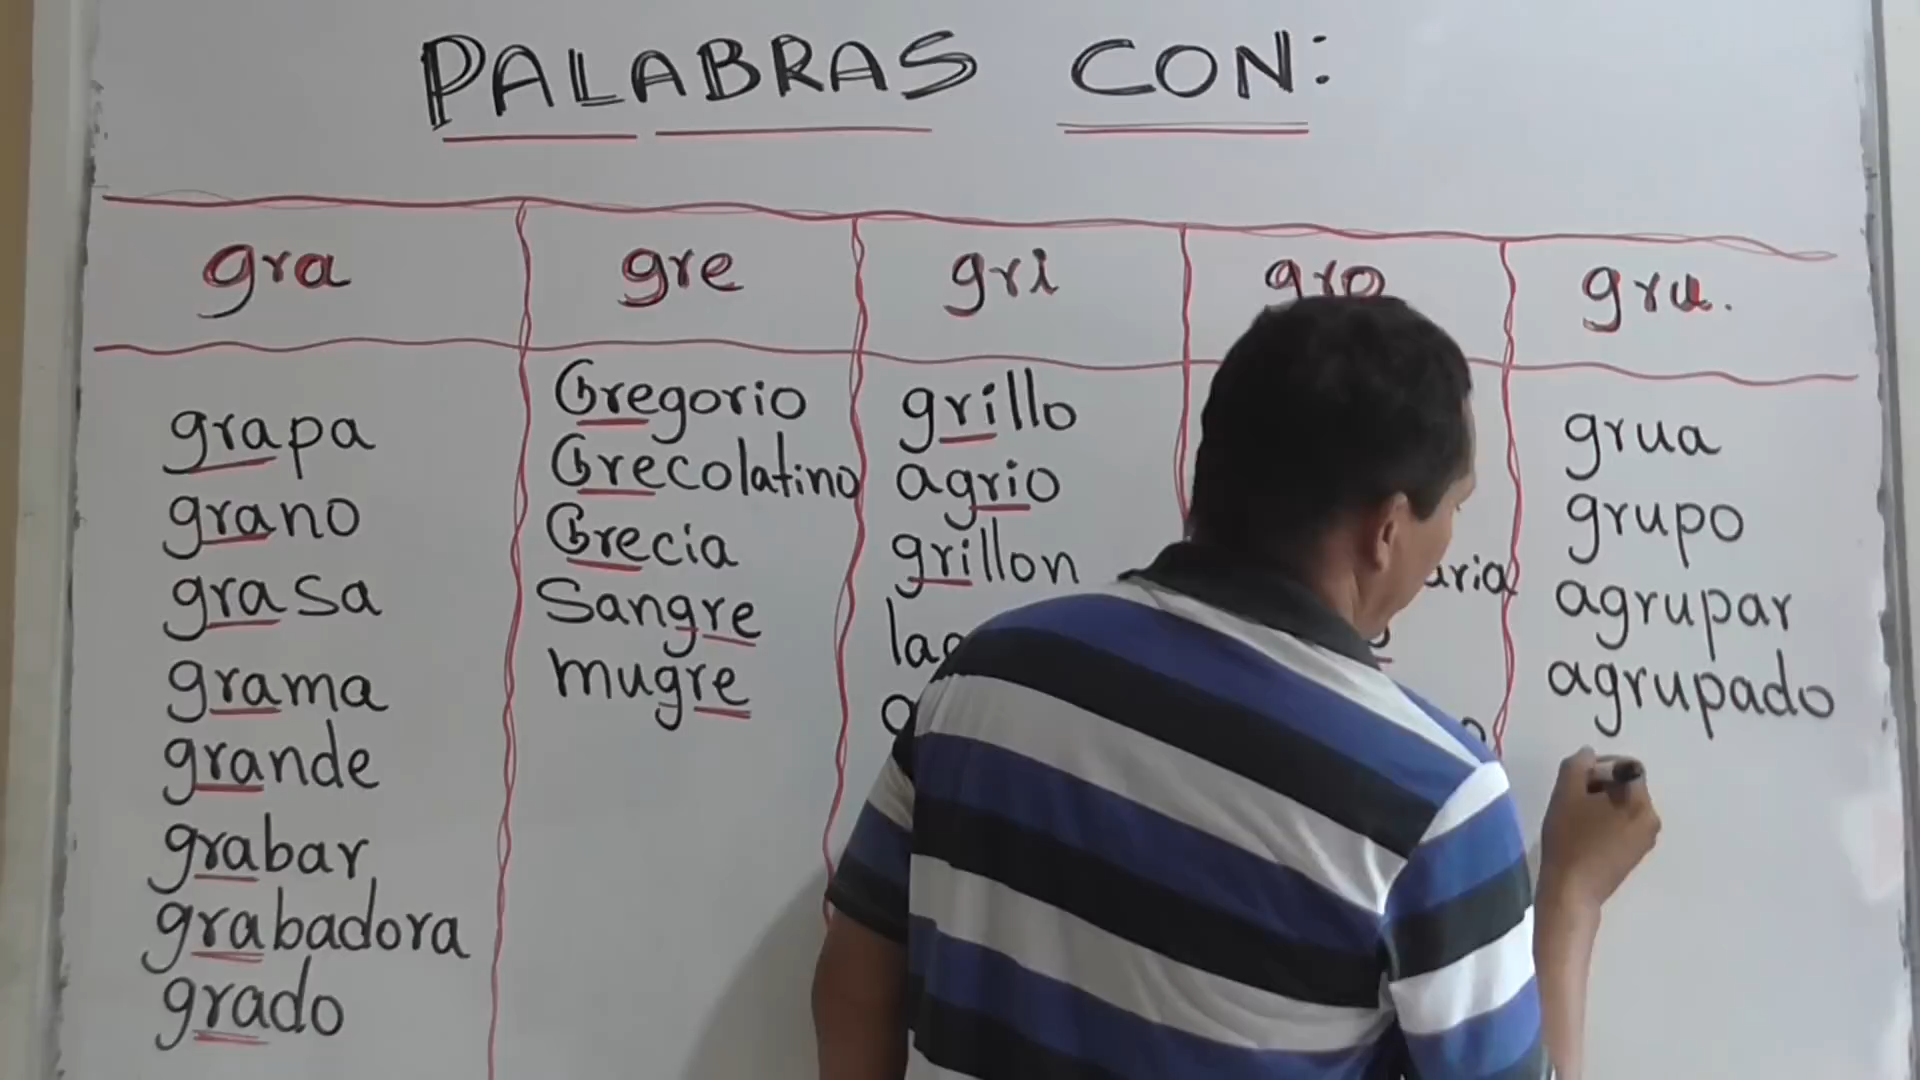 PALABRAS CON:
gra gre gri gro gru.
grapa
grano
grasa
grama
grande
grabar
grabadora
grado
Gregorio
Grecolatino
Grecia
Sangre
mugre
grillo
agrio
grillon
grua
grupo
agrupar
agrupado